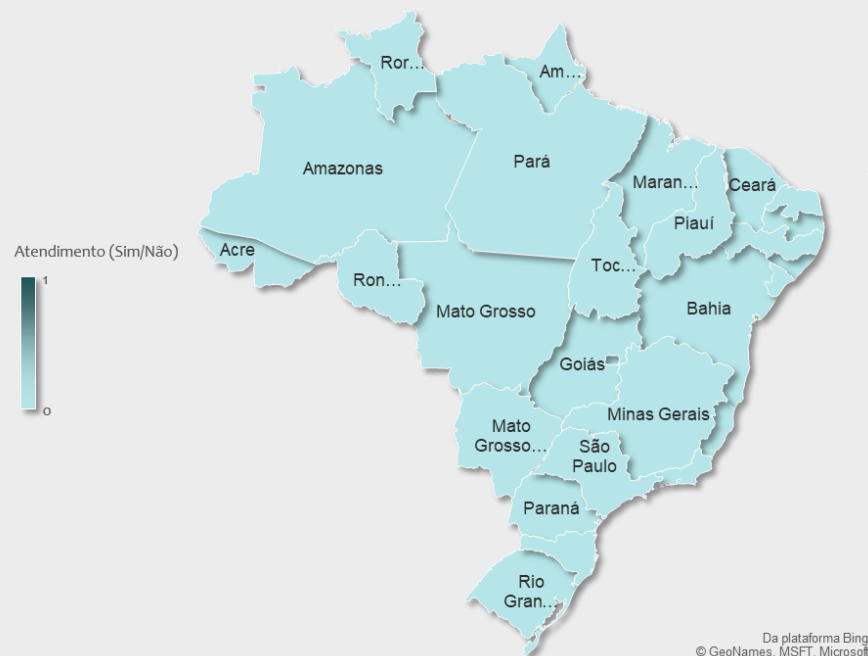 Ror...
Am...
Amazonas
Pará
Maran...
Ceará
Piauí
Acre
Atendimento (Sim/Não)
1
0
Ron...
Toc...
Mato Grosso
Bahia
Goiás
Minas Gerais
Mato
Grosso...
São
Paulo
Paraná
Rio
Gran...
Da plataforma Bing
© GeoNames, MSFT, Microsoft